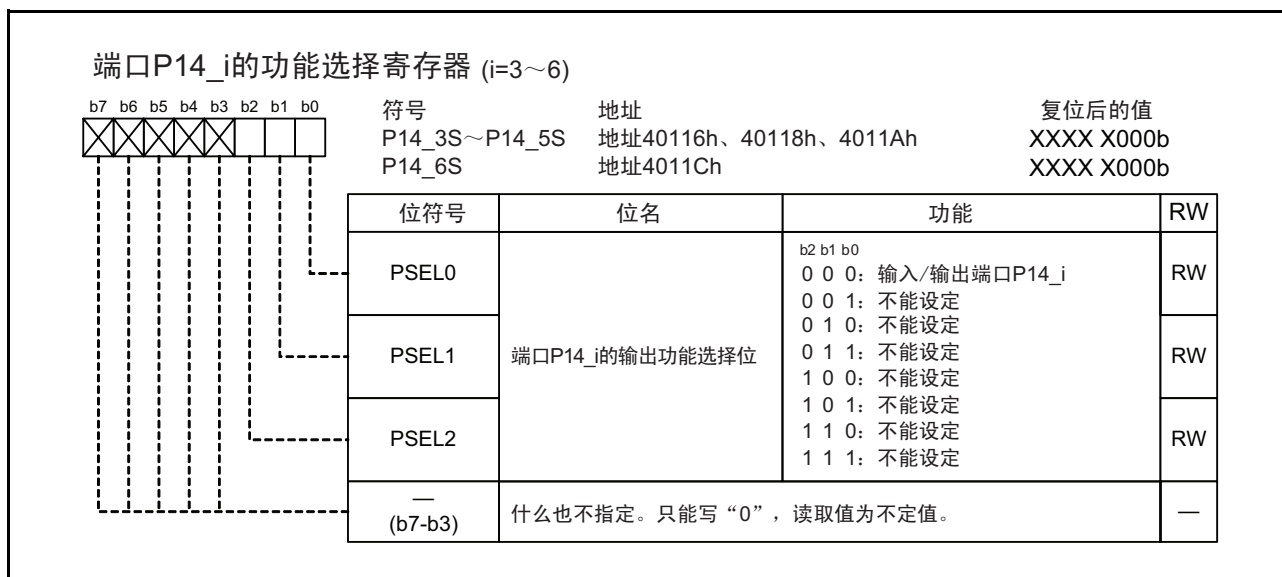 端口P14_i的功能选择寄存器 (i=3～6)
b7 b6 b5 b4 b3 b2 b1 b0
符号 地址 复位后的值
P14_3S～P14_5S 地址40116h、40118h、4011Ah XXXX X000b
P14_6S 地址4011Ch XXXX X000b
位符号 位名 功能 RW
PSEL0
PSEL1
PSEL2
端口P14_i的输出功能选择位
b2 b1 b0
0 0 0：输入/输出端口P14_i
0 0 1：不能设定
0 1 0：不能设定
0 1 1：不能设定
1 0 0：不能设定
1 0 1：不能设定
1 1 0：不能设定
1 1 1：不能设定
RW
RW
RW
—
(b7-b3)
什么也不指定。只能写“0”，读取值为不定值。
—